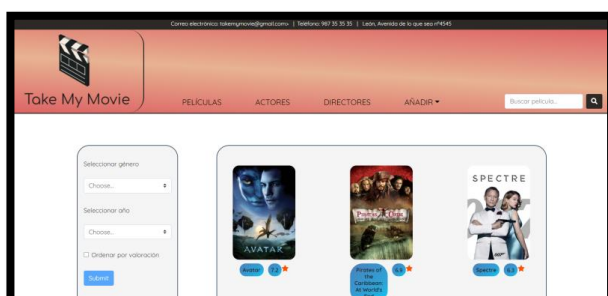 Correo electrónico: takemymovie@gmail.com> | Teléfono: 967 35 35 35 | León, Avenida de lo que sea nº4545
Take My Movie
PELÍCULAS ACTORES DIRECTORES AÑADIR
Buscar película...
Seleccionar género
Choose...
Seleccionar año
Choose...
Ordenar por valoración
Submit
AVATAR
Avatar 7.2
Pirates of the Caribbean: At World's End 6.9
SPECTRE
Spectre 6.3